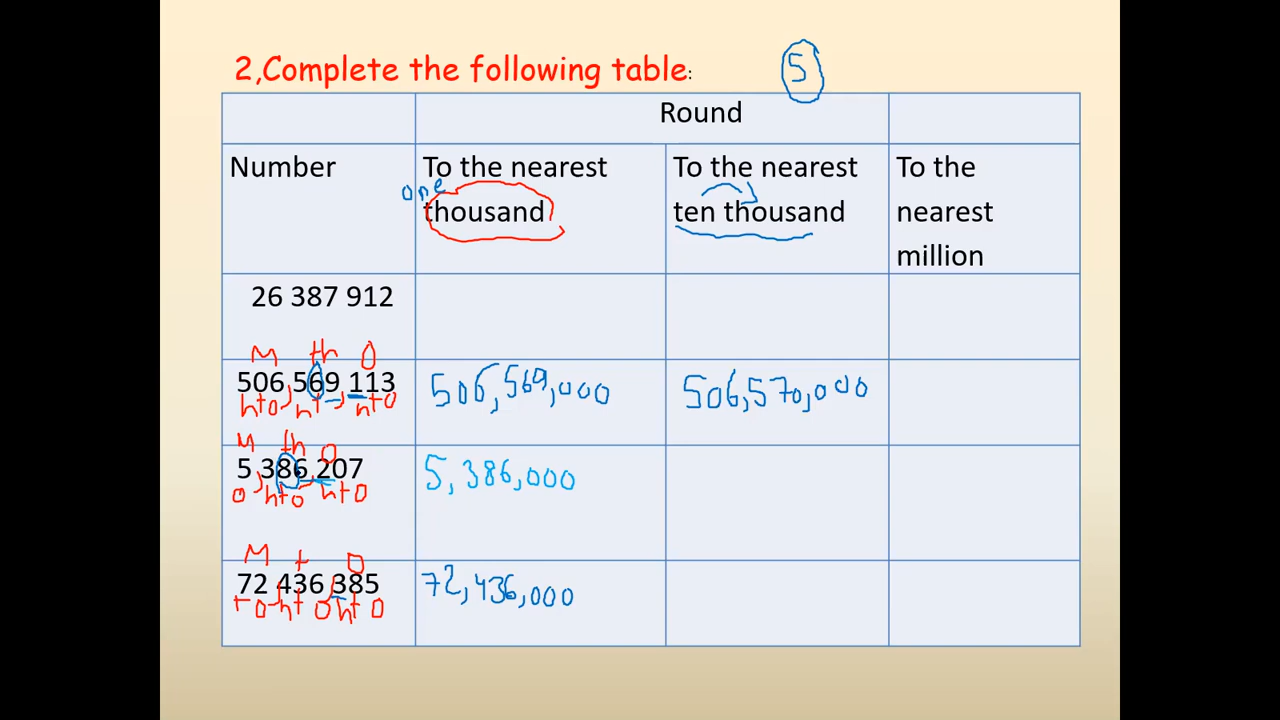 2,Complete the following table:
5
Round
Number
To the nearest
one
thousand
To the nearest
ten thousand
To the
nearest
million
26 387 912
M th O
506 569 113
506,569,000
506,570,000
hto, ht, hto
M th O
5 386 207
5,386,000
o, hto, hto
M t O
72 436 385
72,436,000
to, hto hto